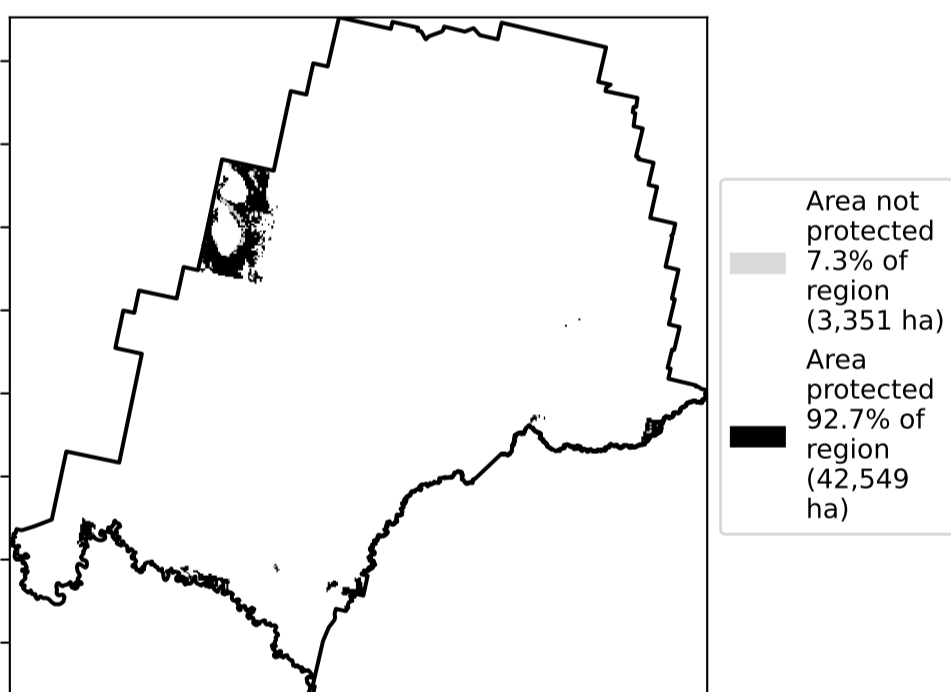 Area not
protected
7.3% of
region
(3,351 ha)
Area
protected
92.7% of
region
(42,549
ha)